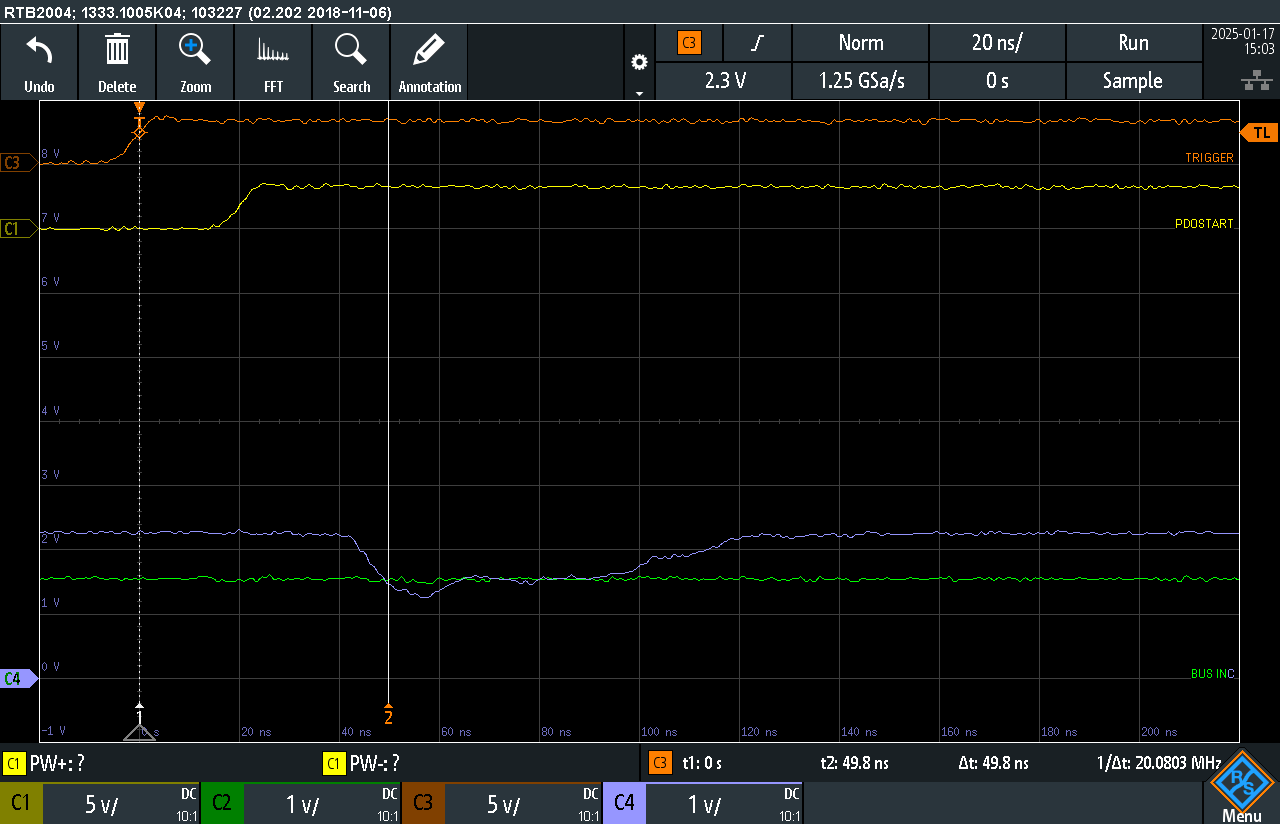 RTB2004; 1333.1005K04; 103227 (02.202 2018-11-06)
Undo
Delete
Zoom
FFT
Search
Annotation
C3
Norm
20 ns/
Run
2.3 V
1.25 GSa/s
0 s
Sample
2025-01-17
15:03
T
TL
C3
8 V
TRIGGER
7 V
C1
PDOSTART
6 V
5 V
4 V
3 V
2 V
1 V
0 V
C4
BUS INC
-1 V
1
0 s
20 ns
40 ns
2
60 ns
80 ns
100 ns
120 ns
140 ns
160 ns
180 ns
200 ns
C1 PW+: ?
C1 PW-: ?
C3 t1: 0 s t2: 49.8 ns Δt: 49.8 ns 1/Δt: 20.0803 MHz
C1 5 V/ DC 10:1
C2 1 V/ DC 10:1
C3 5 V/ DC 10:1
C4 1 V/ DC 10:1
R&S
Menu